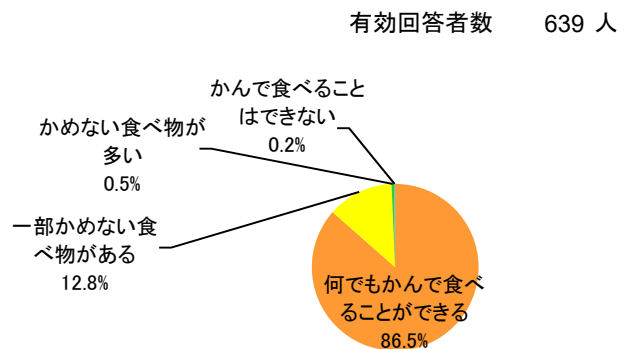 有効回答者数 639 人
かんで食べること
はできない
0.2%
かめない食べ物が
多い
0.5%
一部かめない食
べ物がある
12.8%
何でもかんで食べ
ることができる
86.5%